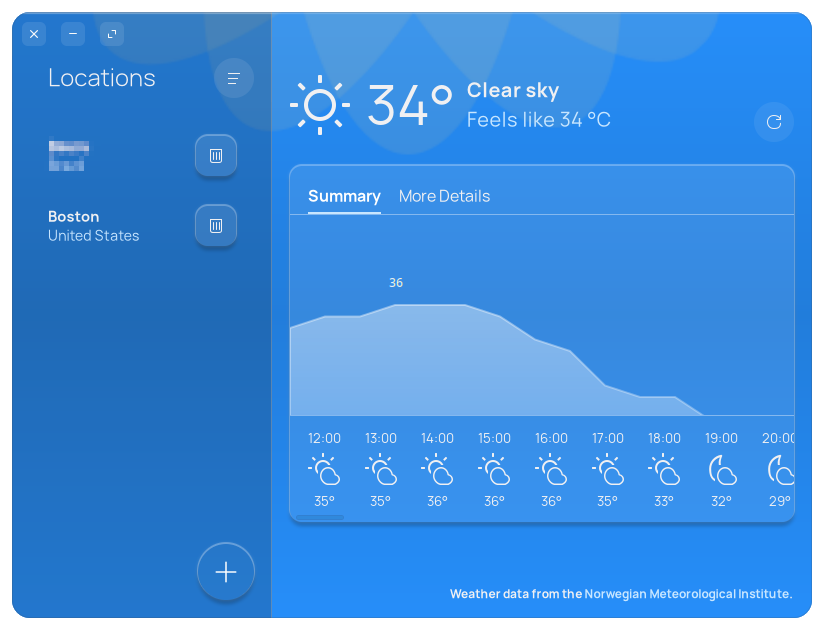 Locations
Boston
United States
34°
Clear sky
Feels like 34 °C
Summary More Details
36
12:00 13:00 14:00 15:00 16:00 17:00 18:00 19:00 20:00
35° 35° 36° 36° 36° 35° 33° 32° 29°
Weather data from the Norwegian Meteorological Institute.